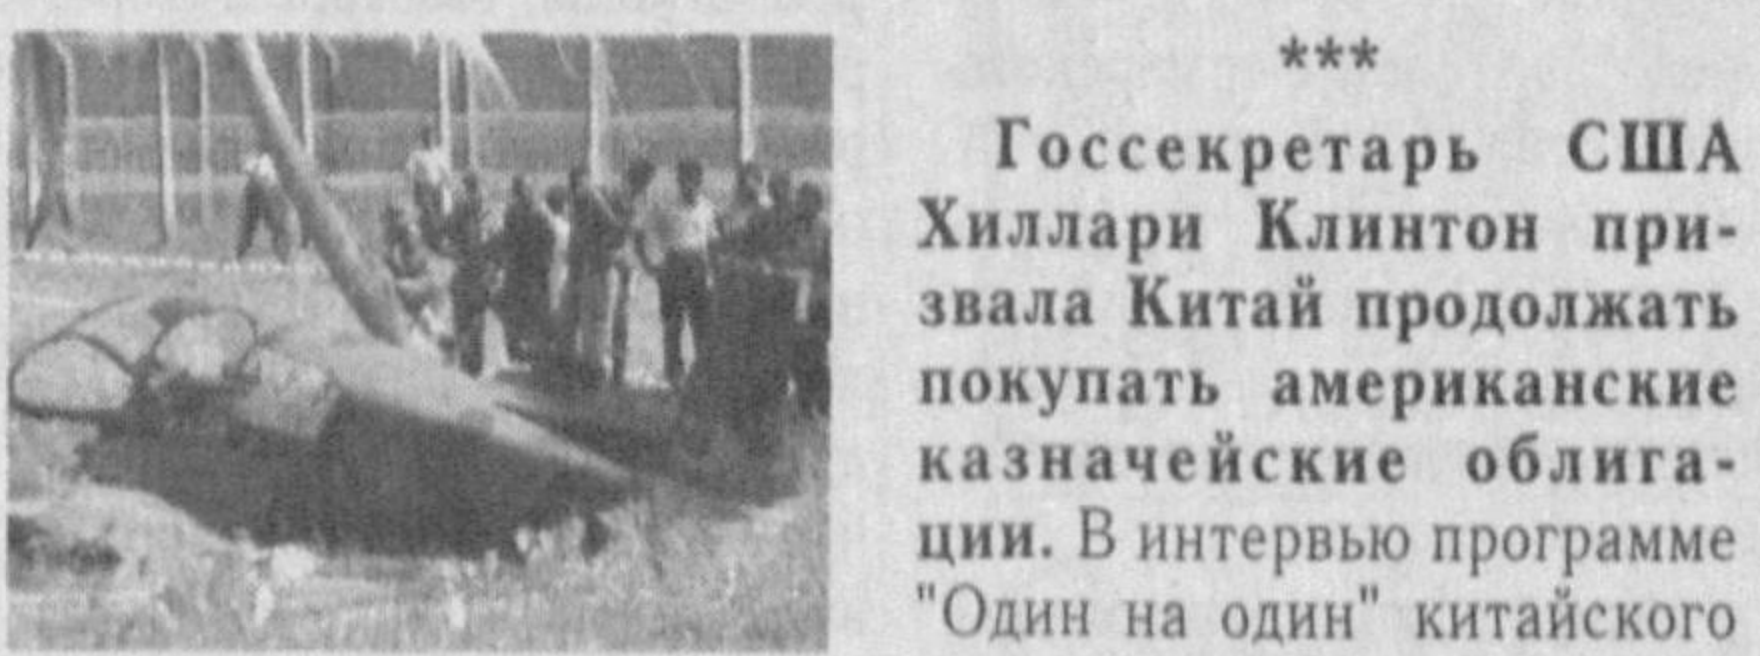 ***
Госсекретарь США
Хиллари Клинтон при-
звала Китай продолжать
покупать американские
казначейские облига-
ции. В интервью программе
"Один на один" китайского